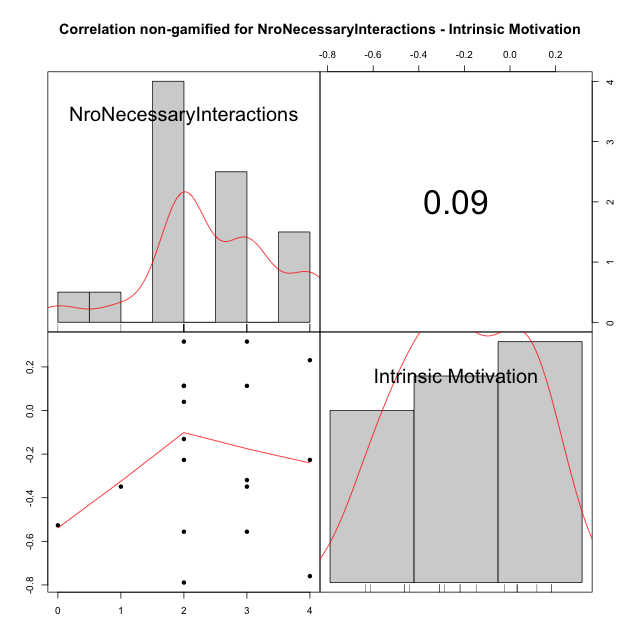 Correlation non-gamified for NroNecessaryInteractions - Intrinsic Motivation
-0.8 -0.6 -0.4 -0.2 0.0 0.2
NroNecessaryInteractions
0.09
4
3
2
1
0
Intrinsic Motivation
0.2
0.0
-0.2
-0.4
-0.6
-0.8
0 1 2 3 4